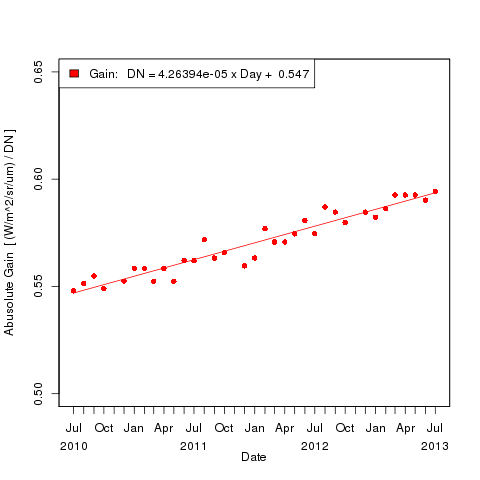 Gain: DN = 4.26394e-05 x Day + 0.547
Abusolute Gain [ (W/m^2/sr/um) / DN ]
0.65
0.60
0.55
0.50
Jul Oct Jan Apr Jul Oct Jan Apr Jul Oct Jan Apr Jul
2010 2011 2012 2013
Date